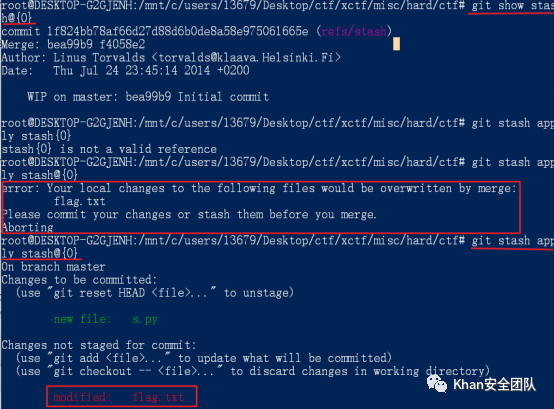 root@DESKTOP-G2GJENH:/mnt/c/users/13679/Desktop/ctf/xctf/misc/hard/ctf# git show stas
h@{0}
commit 1f824bb78af66d27d88d6b0de8a58e975061665e (refs/stash)
Merge: bea99b9 f4058e2
Author: Linus Torvalds <torvalds@klaava.Helsinki.Fi>
Date:   Thu Jul 24 23:45:14 2014 +0200
WIP on master: bea99b9 Initial commit
root@DESKTOP-G2GJENH:/mnt/c/users/13679/Desktop/ctf/xctf/misc/hard/ctf# git stash app
ly stash{0}
stash{0} is not a valid reference
root@DESKTOP-G2GJENH:/mnt/c/users/13679/Desktop/ctf/xctf/misc/hard/ctf# git stash app
ly stash@{0}
error: Your local changes to the following files would be overwritten by merge:
flag.txt
Please commit your changes or stash them before you merge.
Aborting
root@DESKTOP-G2GJENH:/mnt/c/users/13679/Desktop/ctf/xctf/misc/hard/ctf# git stash app
ly stash@{0}
On branch master
Changes to be committed:
(use "git reset HEAD <file>..." to unstage)
new file:   s.py
Changes not staged for commit:
(use "git add <file>..." to update what will be committed)
(use "git checkout -- <file>..." to discard changes in working directory)
modified:   flag.txt
Khan安全团队